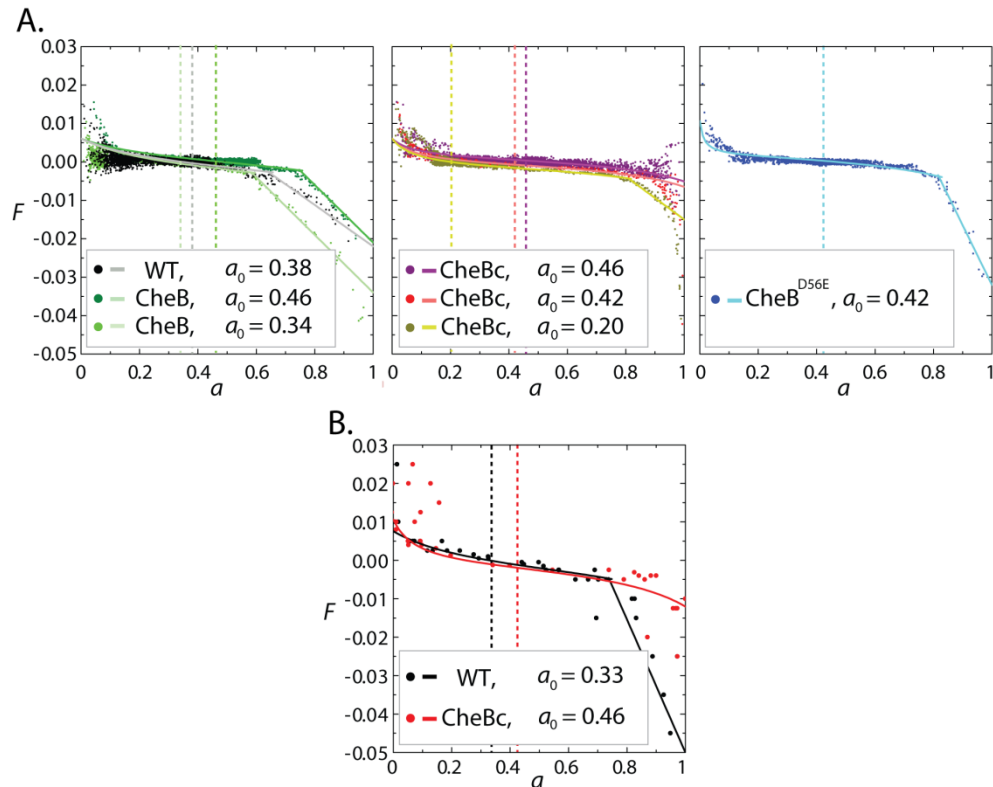 A.
0.03
0.02
0.01
0.00
-0.01
-0.02
-0.03
-0.04
-0.05
F
WT, a0 = 0.38
CheB, a0 = 0.46
CheB, a0 = 0.34
0 0.2 0.4 0.6 0.8 1
a
CheBc, a0 = 0.46
CheBc, a0 = 0.42
CheBc, a0 = 0.20
0 0.2 0.4 0.6 0.8 1
a
CheB^D56E, a0 = 0.42
0 0.2 0.4 0.6 0.8 1
a
B.
0.03
0.02
0.01
0.00
-0.01
-0.02
-0.03
-0.04
-0.05
F
WT, a0 = 0.33
CheBc, a0 = 0.46
0 0.2 0.4 0.6 0.8 1
a